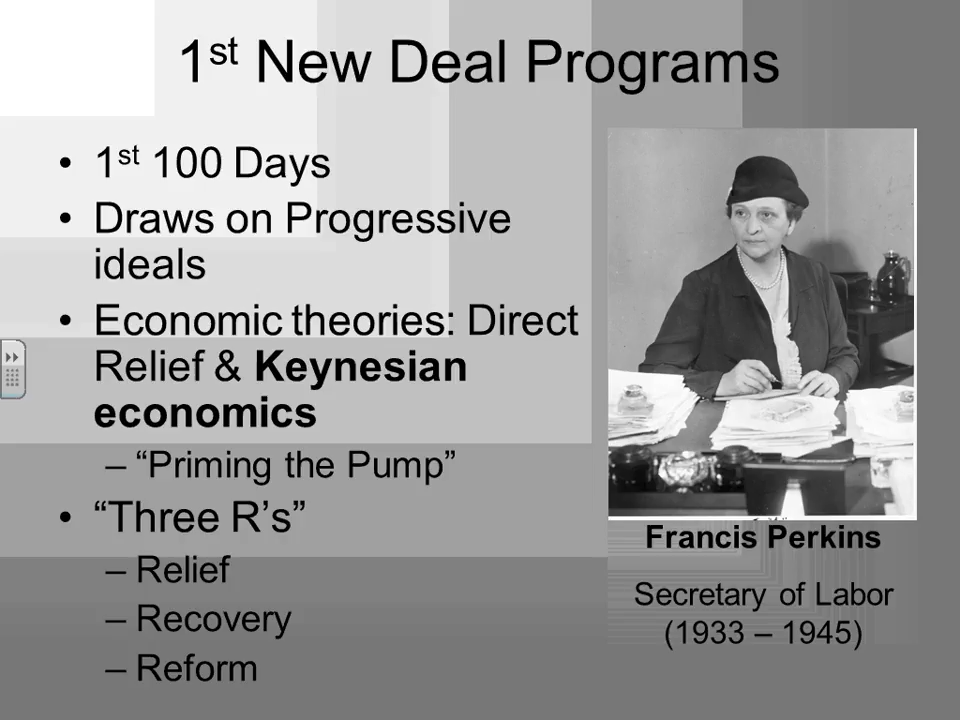 1st New Deal Programs
• 1st 100 Days
• Draws on Progressive
ideals
• Economic theories: Direct
Relief & Keynesian
economics
– “Priming the Pump”
• “Three R’s”
– Relief
– Recovery
– Reform
Francis Perkins
Secretary of Labor
(1933 – 1945)